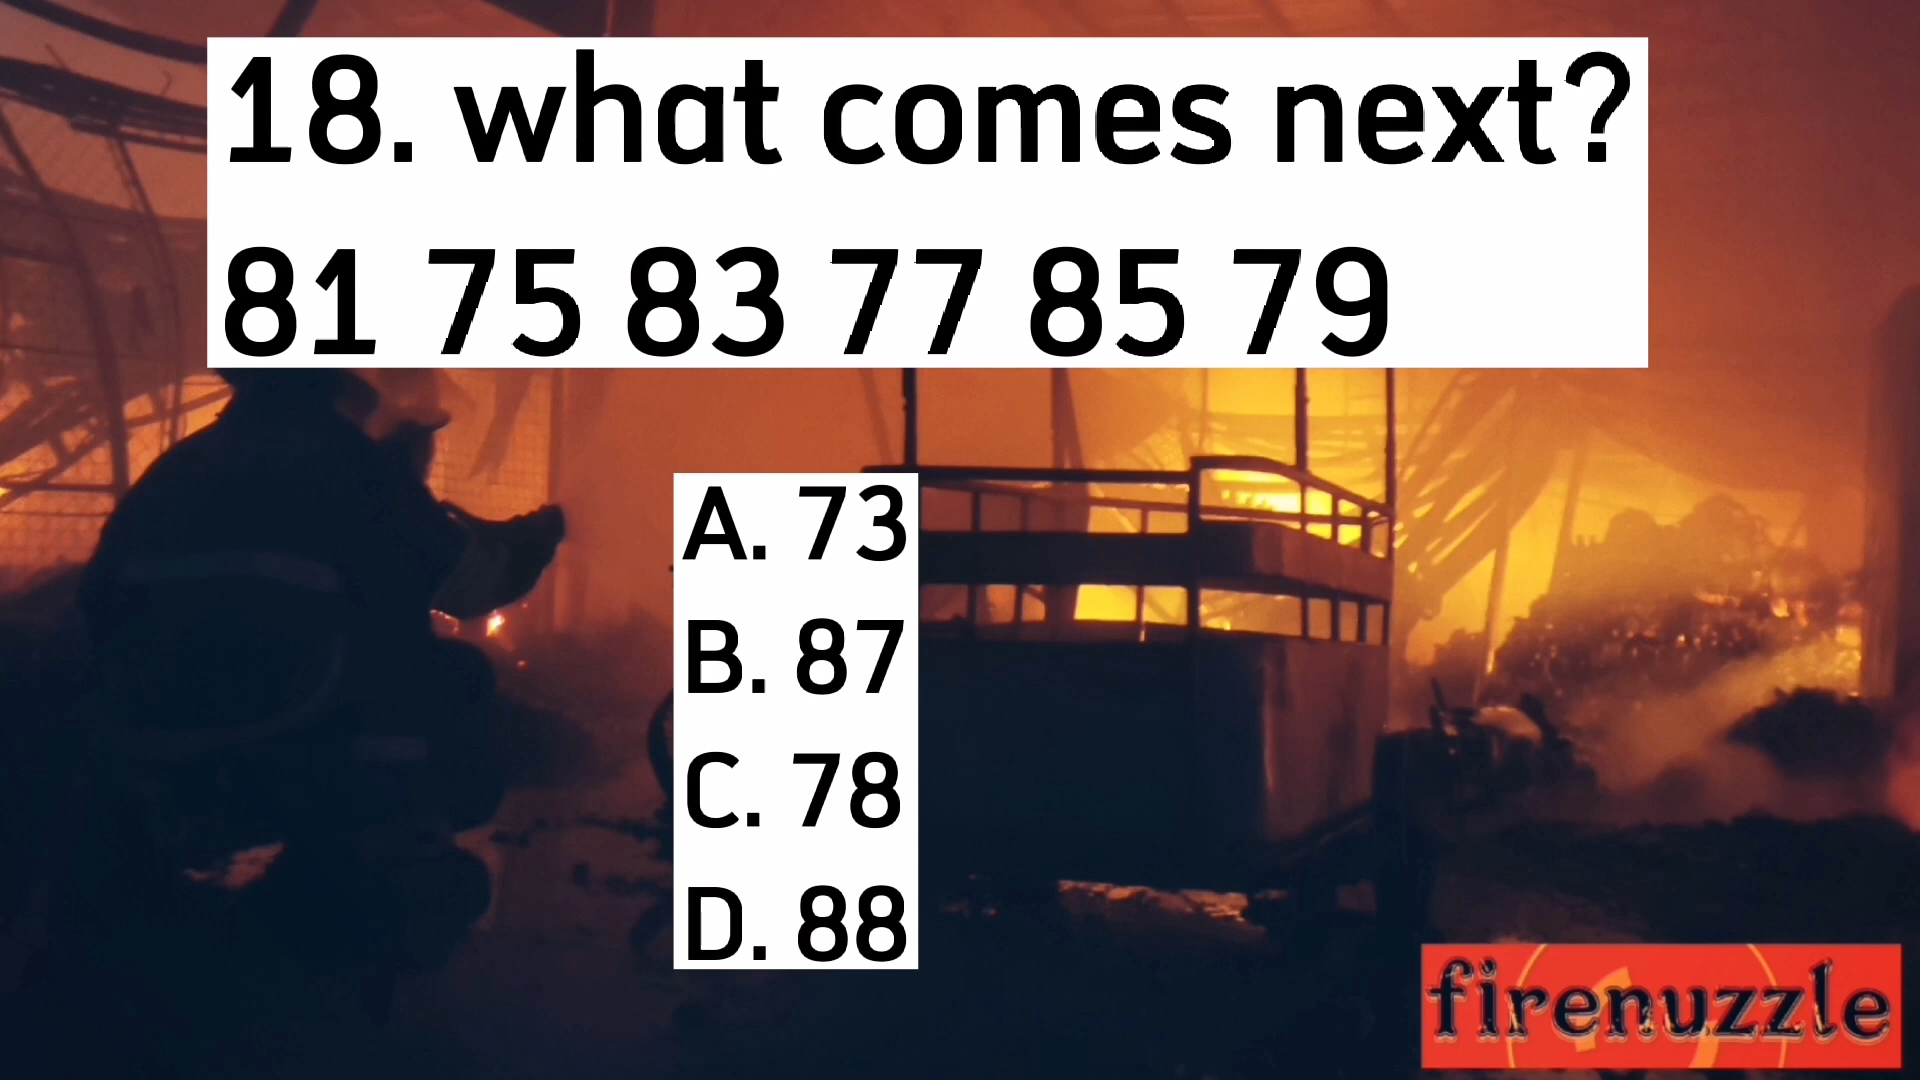 18. what comes next?
81 75 83 77 85 79
A. 73
B. 87
C. 78
D. 88
firenuzzle